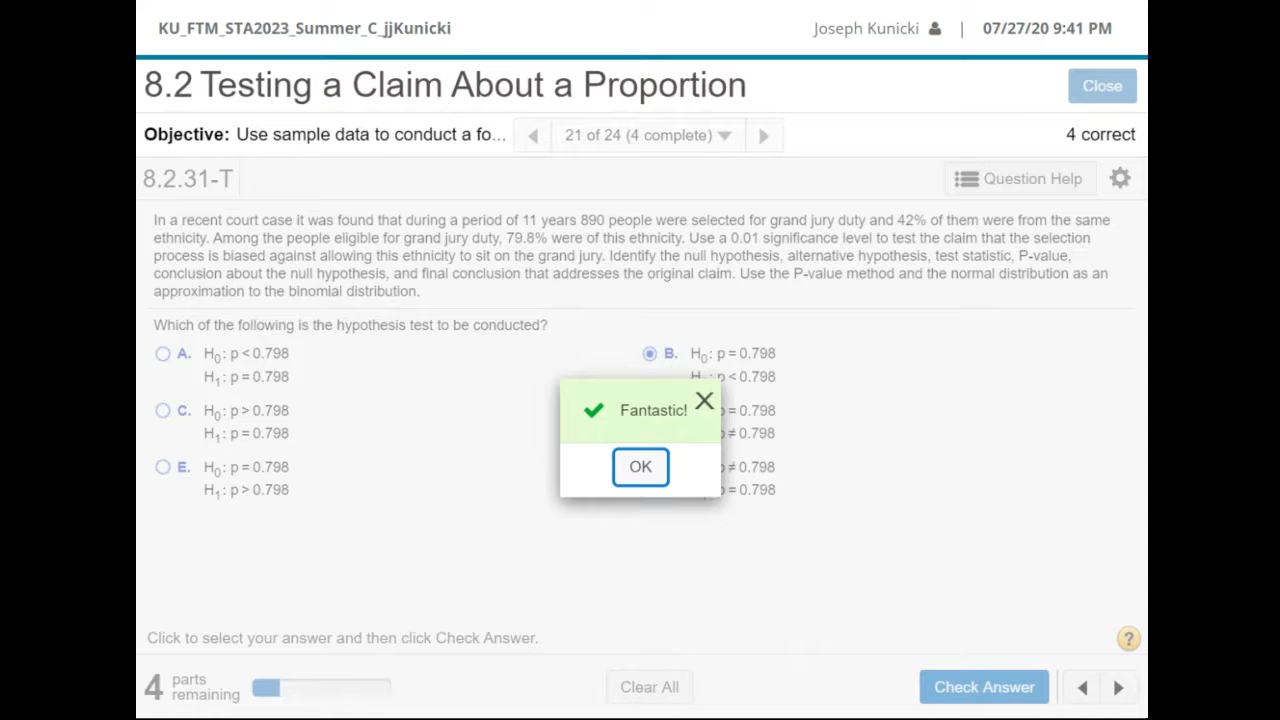 KU_FTM_STA2023_Summer_C_jjKunicki
Joseph Kunicki | 07/27/20 9:41 PM
8.2 Testing a Claim About a Proportion
Close
Objective: Use sample data to conduct a fo...
21 of 24 (4 complete)
4 correct
8.2.31-T
Question Help
In a recent court case it was found that during a period of 11 years 890 people were selected for grand jury duty and 42% of them were from the same
ethnicity. Among the people eligible for grand jury duty, 79.8% were of this ethnicity. Use a 0.01 significance level to test the claim that the selection
process is biased against allowing this ethnicity to sit on the grand jury. Identify the null hypothesis, alternative hypothesis, test statistic, P-value,
conclusion about the null hypothesis, and final conclusion that addresses the original claim. Use the P-value method and the normal distribution as an
approximation to the binomial distribution.
Which of the following is the hypothesis test to be conducted?
A. H0: p < 0.798
H1: p = 0.798
B. H0: p = 0.798
p < 0.798
C. H0: p > 0.798
H1: p = 0.798
= 0.798
≠ 0.798
E. H0: p = 0.798
H1: p > 0.798
p ≠ 0.798
p = 0.798
Fantastic!
OK
Click to select your answer and then click Check Answer.
?
4 parts
remaining
Clear All
Check Answer